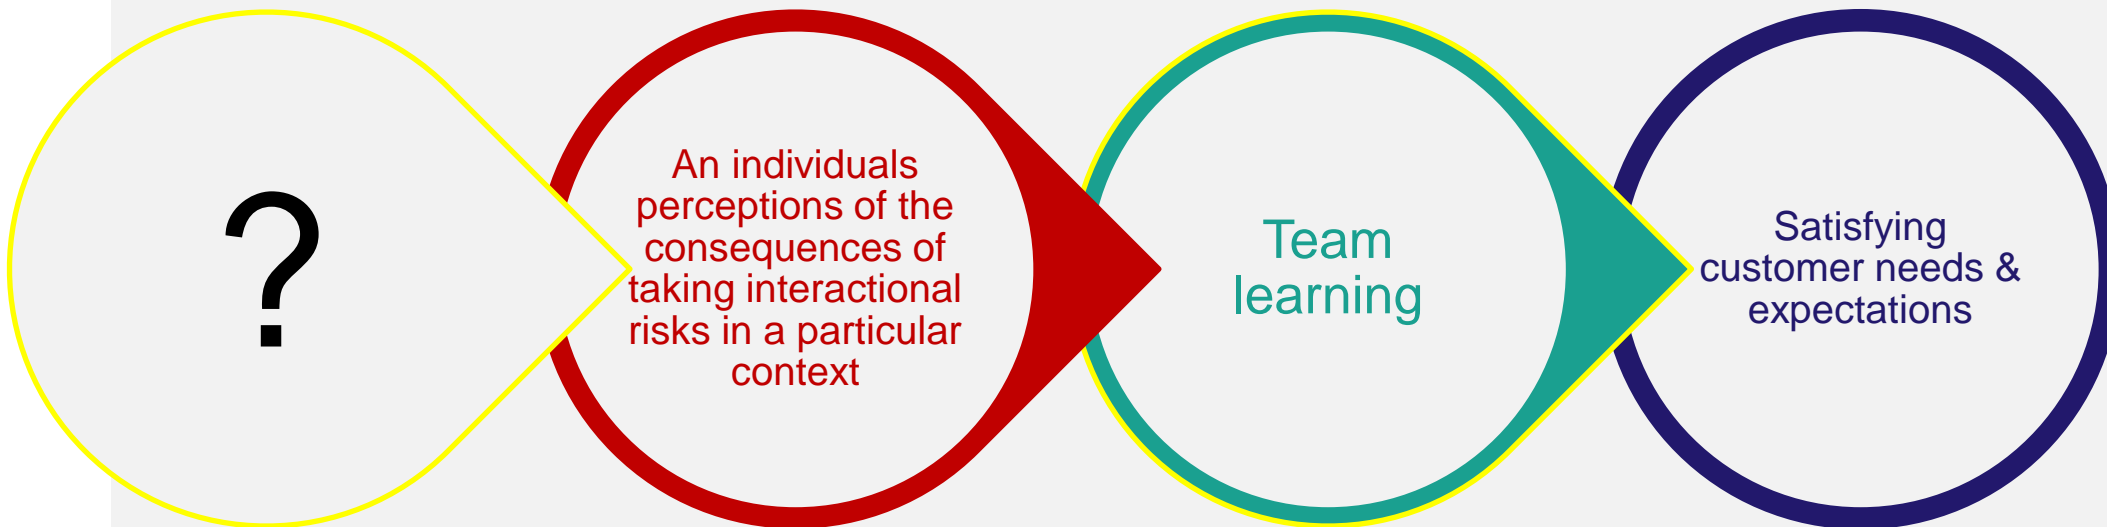 ?
An individuals
perceptions of the
consequences of
taking interactional
risks in a particular
context
Team
learning
Satisfying
customer needs &
expectations